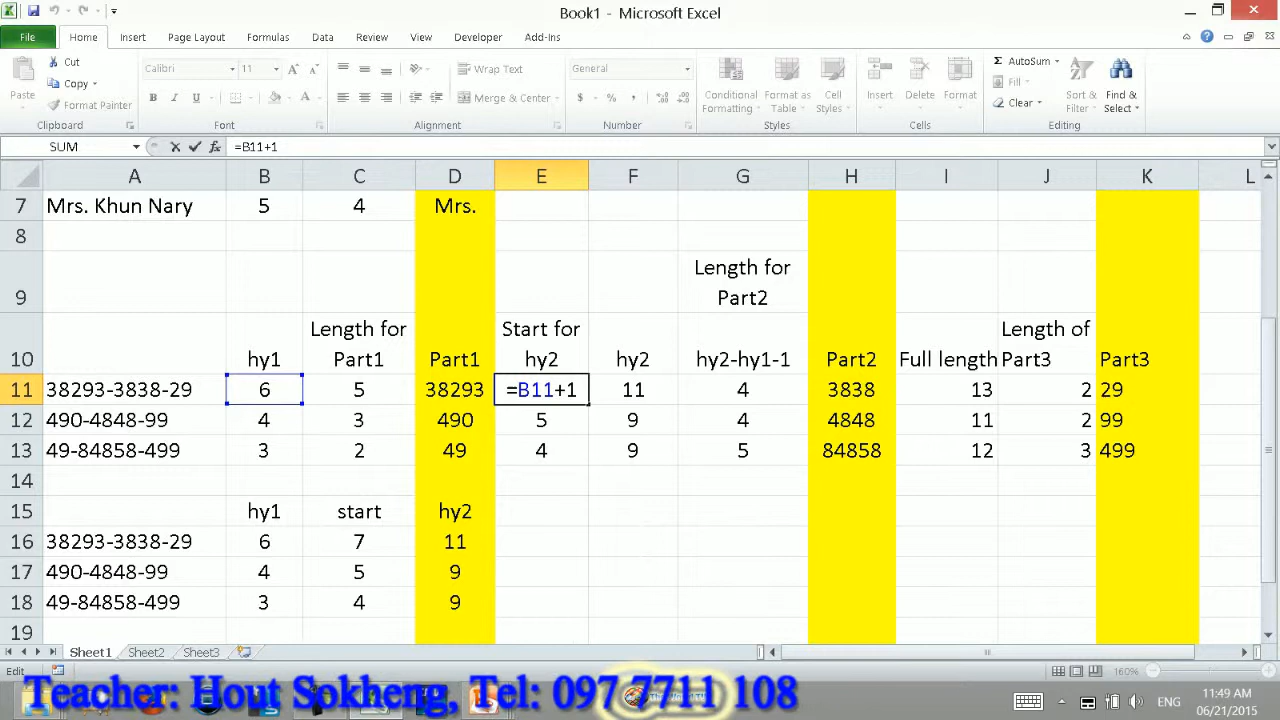 Book1 - Microsoft Excel
File Home Insert Page Layout Formulas Data Review View Developer Add-Ins
Cut Calibri 11 Wrap Text General AutoSum
Paste Copy Conditional Formatting Format as Table Cell Styles Insert Delete Format Fill Sort & Filter Find & Select
Format Painter Merge & Center Clear
Clipboard Font Alignment Number Styles Cells Editing
SUM =B11+1
A B C D E F G H I J K L
7 Mrs. Khun Nary 5 4 Mrs.
8
9 Length for Part2
10 hy1 Length for Part1 Part1 Start for hy2 hy2 hy2-hy1-1 Part2 Full length Length of Part3 Part3
11 38293-3838-29 6 5 38293 =B11+1 11 4 3838 13 2 29
12 490-4848-99 4 3 490 5 9 4 4848 11 2 99
13 49-84858-499 3 2 49 4 9 5 84858 12 3 499
14
15 hy1 start hy2
16 38293-3838-29 6 7 11
17 490-4848-99 4 5 9
18 49-84858-499 3 4 9
19
Sheet1 Sheet2 Sheet3
Edit 160%
Teacher: Hout Sokheng, Tel: 097 7711 108
ENG 11:49 AM
06/21/2015